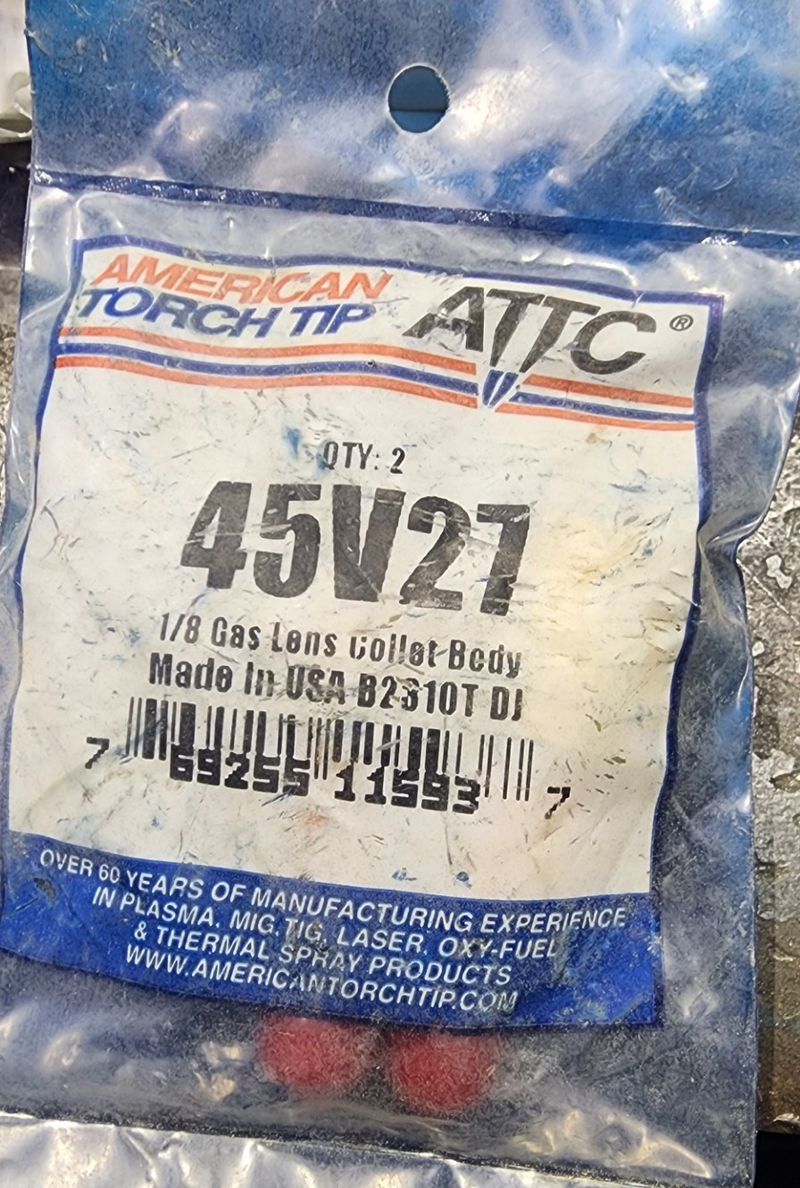 AMERICAN
TORCH TIP
ATTC®
QTY: 2
45V27
1/8 Gas Lens Collet Body
Made In USA B2310T DJ
7 69255 11593 7
OVER 60 YEARS OF MANUFACTURING EXPERIENCE
IN PLASMA, MIG, TIG, LASER, OXY-FUEL
& THERMAL SPRAY PRODUCTS
WWW.AMERICANTORCHTIP.COM